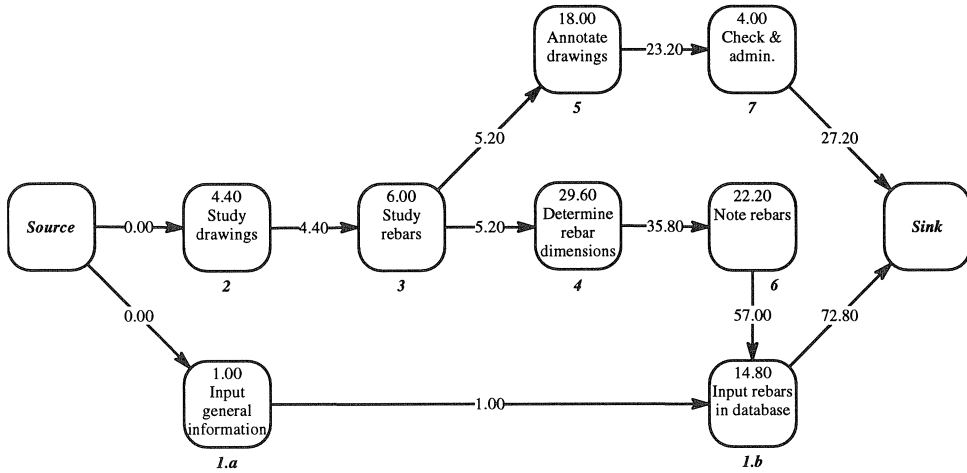 18.00
Annotate
drawings
5
23.20
4.00
Check &
admin.
7
5.20
27.20
Source
0.00
4.40
Study
drawings
2
4.40
6.00
Study
rebars
3
5.20
29.60
Determine
rebar
dimensions
4
35.80
22.20
Note rebars
6
Sink
0.00
57.00
72.80
1.00
Input
general
information
1.a
1.00
14.80
Input rebars
in database
1.b